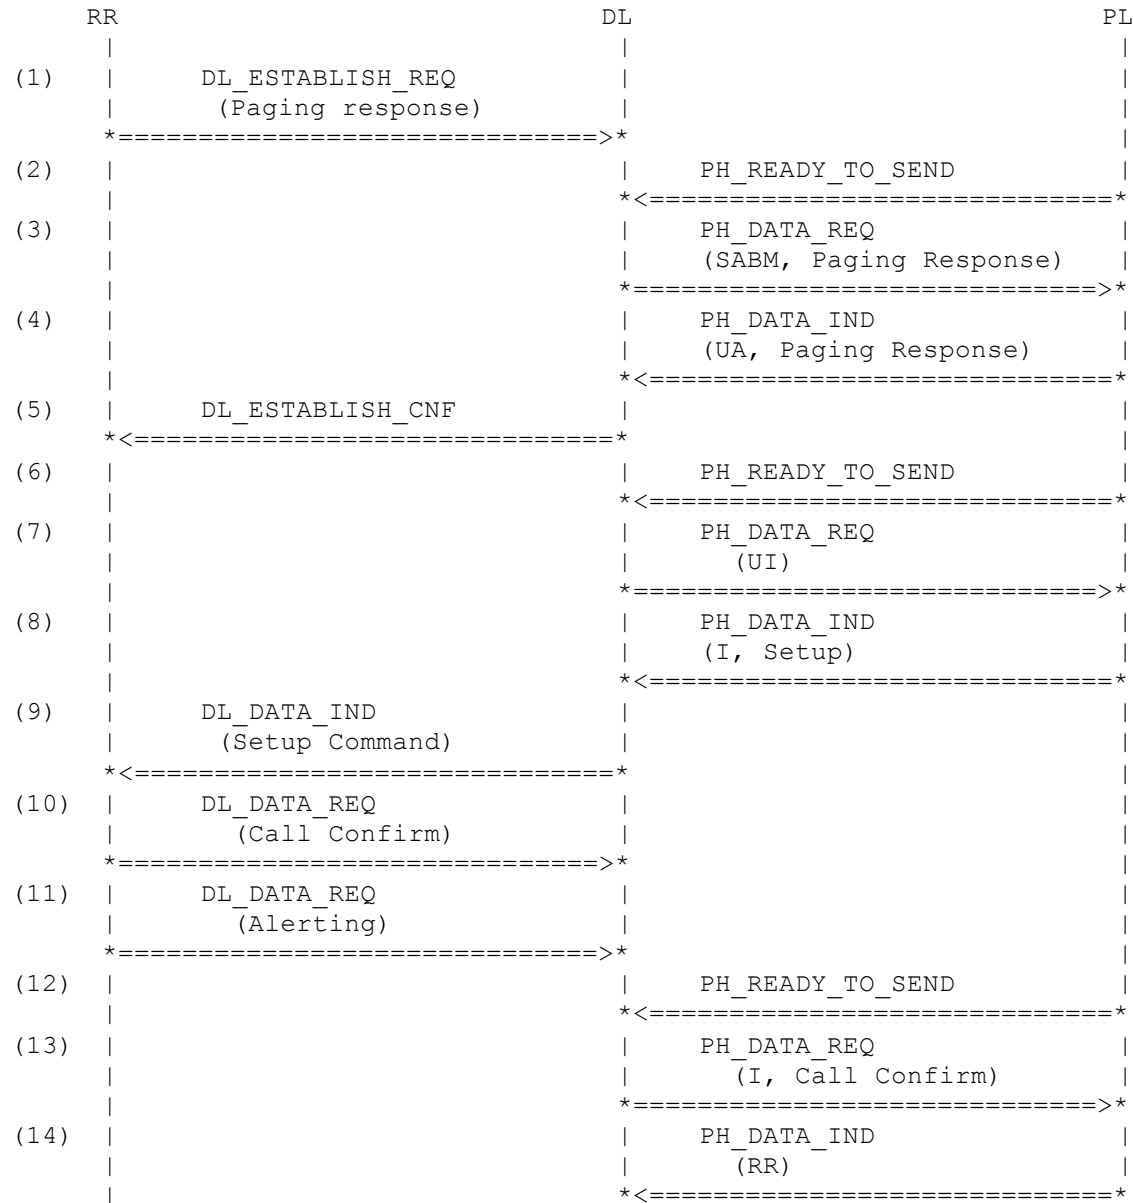 RR DL PL
| | |
(1) | DL_ESTABLISH_REQ | |
| (Paging response) | |
*==============================>* |
(2) | | PH_READY_TO_SEND |
| *<=============================*
(3) | | PH_DATA_REQ |
| | (SABM, Paging Response) |
| *=============================>*
(4) | | PH_DATA_IND |
| | (UA, Paging Response) |
| *<=============================*
(5) | DL_ESTABLISH_CNF | |
*<==============================* |
(6) | | PH_READY_TO_SEND |
| *<=============================*
(7) | | PH_DATA_REQ |
| | (UI) |
| *=============================>*
(8) | | PH_DATA_IND |
| | (I, Setup) |
| *<=============================*
(9) | DL_DATA_IND | |
| (Setup Command) | |
*<==============================* |
(10) | DL_DATA_REQ | |
| (Call Confirm) | |
*==============================>* |
(11) | DL_DATA_REQ | |
| (Alerting) | |
*==============================>* |
(12) | | PH_READY_TO_SEND |
| *<=============================*
(13) | | PH_DATA_REQ |
| | (I, Call Confirm) |
| *=============================>*
(14) | | PH_DATA_IND |
| | (RR) |
| *<=============================*